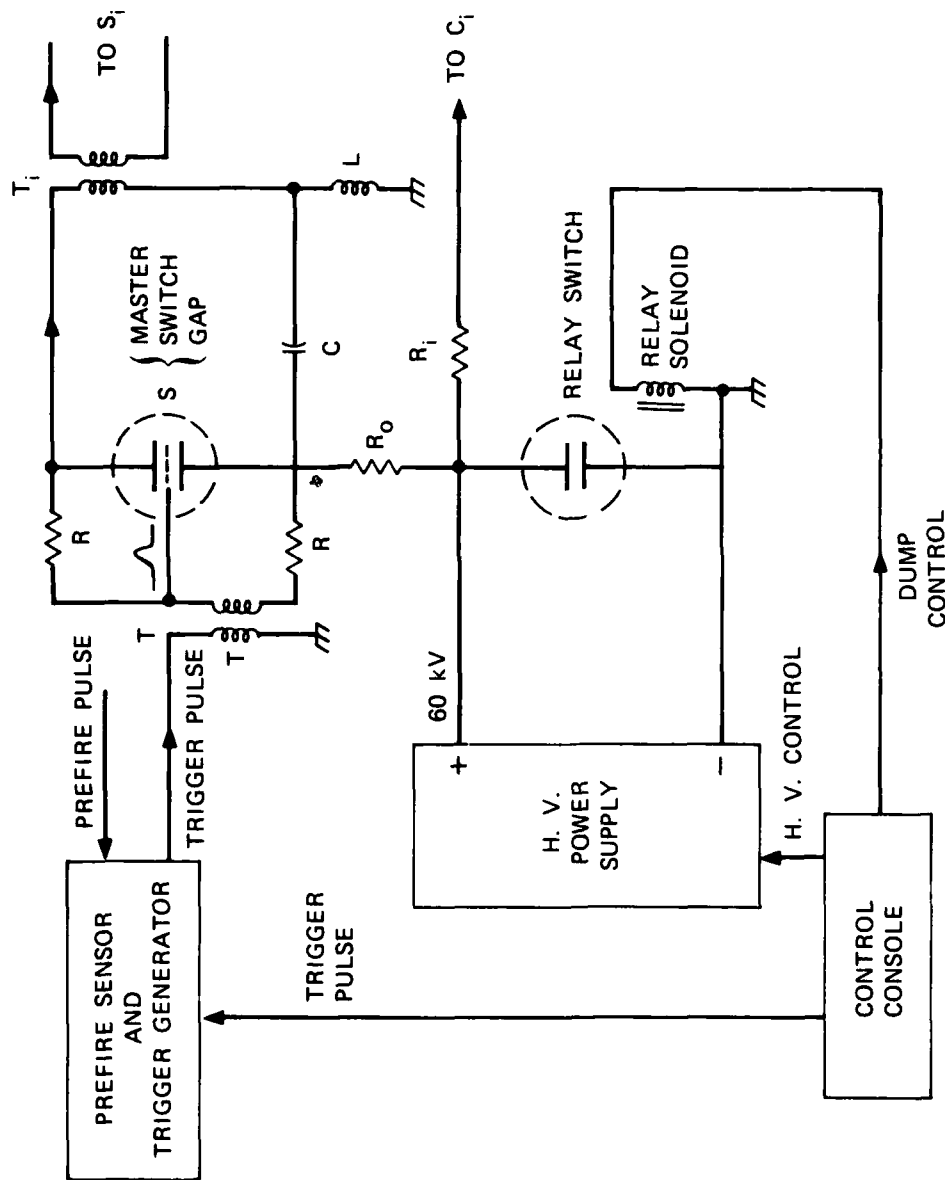 PREFIRE SENSOR
AND
TRIGGER GENERATOR
PREFIRE PULSE
TRIGGER PULSE
T
T
R
R
S
MASTER
SWITCH
GAP
T_i
TO S_i
C
L
R_o
R_i
TO C_i
60 kV
+
−
H. V.
POWER
SUPPLY
RELAY SWITCH
RELAY
SOLENOID
TRIGGER
PULSE
H. V. CONTROL
DUMP
CONTROL
CONTROL
CONSOLE